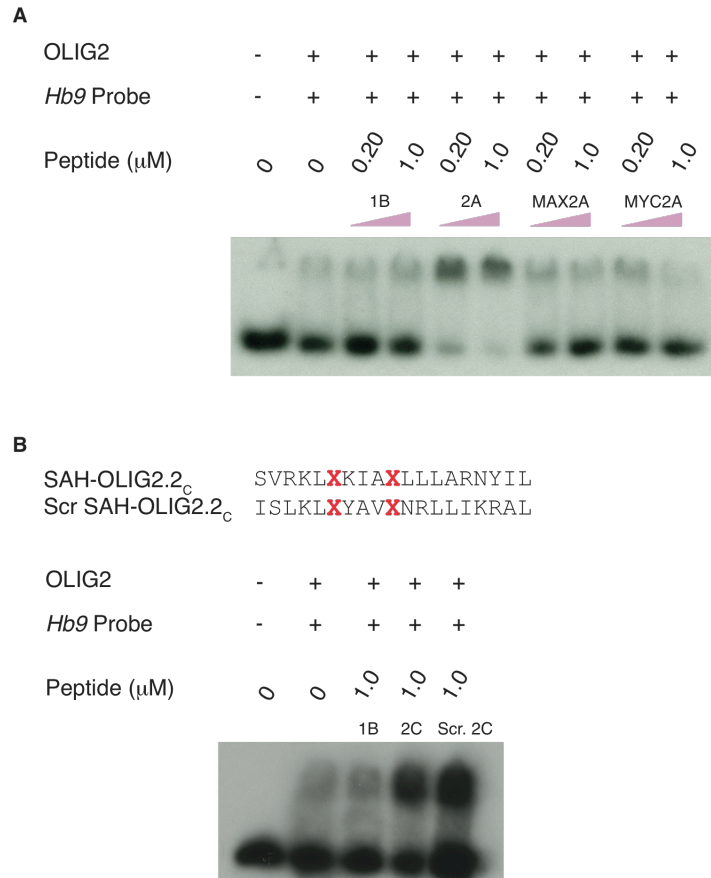 A
OLIG2 - + + + + + + + + +
Hb9 Probe - + + + + + + + + +
Peptide (μM) 0 0 0.20 1.0 0.20 1.0 0.20 1.0 0.20 1.0
1B 2A MAX2A MYC2A
B
SAH-OLIG2.2C SVRKLXKIAXLLLARNYIL
Scr SAH-OLIG2.2C ISLKLXYAVXNRLLIKRAL
OLIG2 - + + + +
Hb9 Probe - + + + +
Peptide (μM) 0 0 1.0 1.0 1.0
1B 2C Scr. 2C